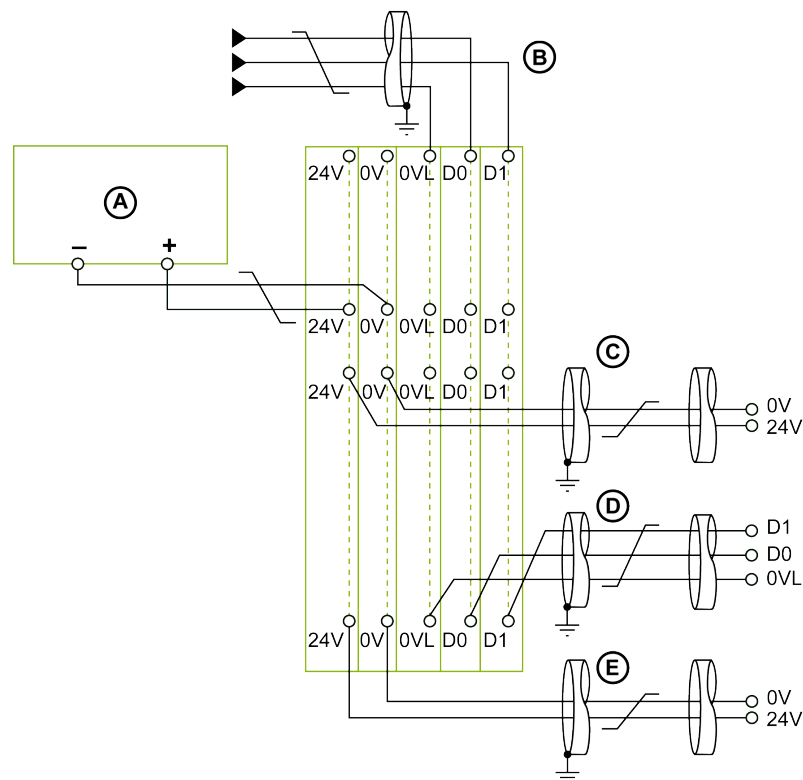 B
24V 0V 0VL D0 D1
A
– +
24V 0V 0VL D0 D1
C
24V 0V 0VL D0 D1
0V
24V
D
D1
D0
0VL
24V 0V 0VL D0 D1
E
0V
24V